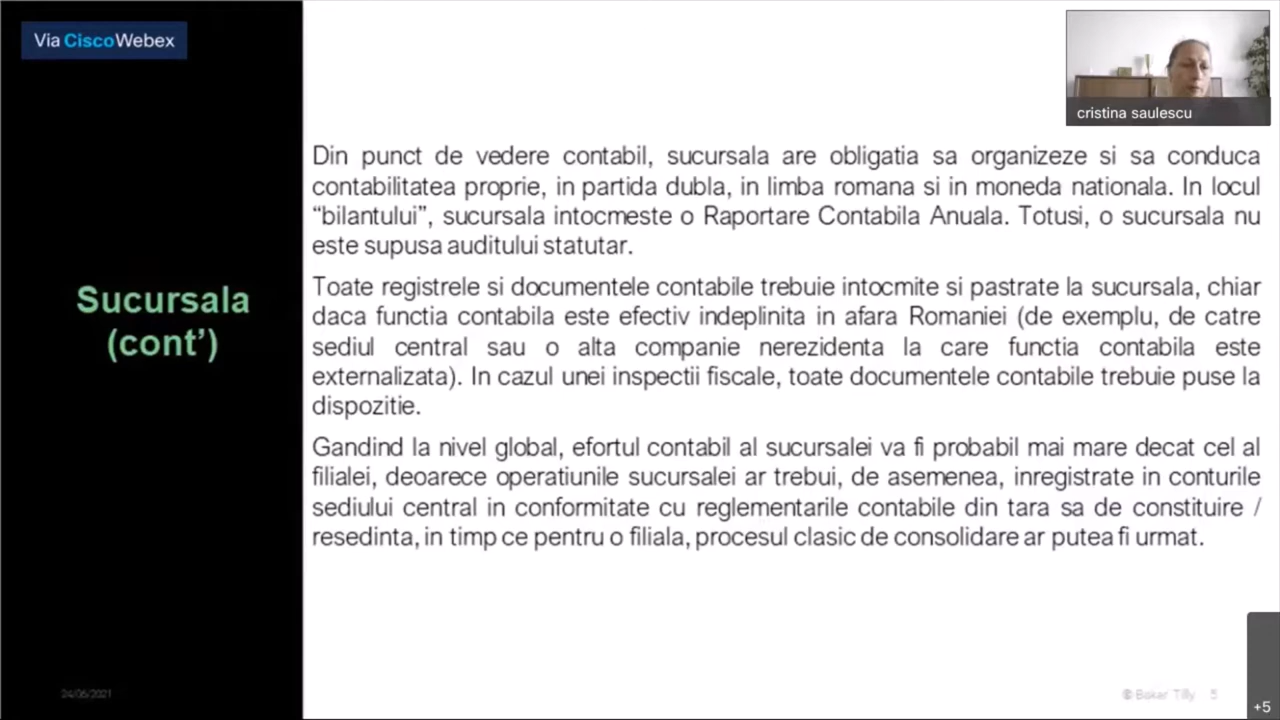 Via CiscoWebex
cristina saulescu
Sucursala
(cont’)
Din punct de vedere contabil, sucursala are obligatia sa organizeze si sa conduca
contabilitatea proprie, in partida dubla, in limba romana si in moneda nationala. In locul
“bilantului”, sucursala intocmeste o Raportare Contabila Anuala. Totusi, o sucursala nu
este supusa auditului statutar.
Toate registrele si documentele contabile trebuie intocmite si pastrate la sucursala, chiar
daca functia contabila este efectiv indeplinita in afara Romaniei (de exemplu, de catre
sediul central sau o alta companie nerezidenta la care functia contabila este
externalizata). In cazul unei inspectii fiscale, toate documentele contabile trebuie puse la
dispozitie.
Gandind la nivel global, efortul contabil al sucursalei va fi probabil mai mare decat cel al
filialei, deoarece operatiunile sucursalei ar trebui, de asemenea, inregistrate in conturile
sediului central in conformitate cu reglementarile contabile din tara sa de constituire /
resedinta, in timp ce pentru o filiala, procesul clasic de consolidare ar putea fi urmat.
24/06/2021
© Baker Tilly 5
+5